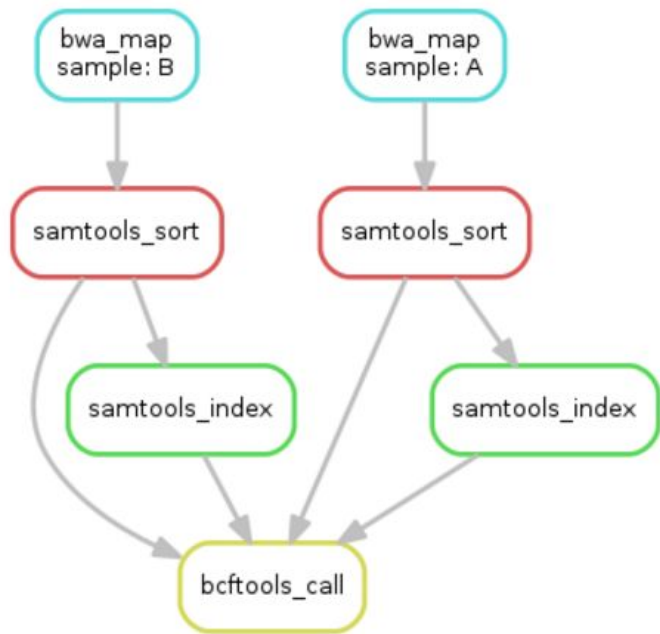 bwa_map
sample: B
bwa_map
sample: A
samtools_sort
samtools_sort
samtools_index
samtools_index
bcftools_call